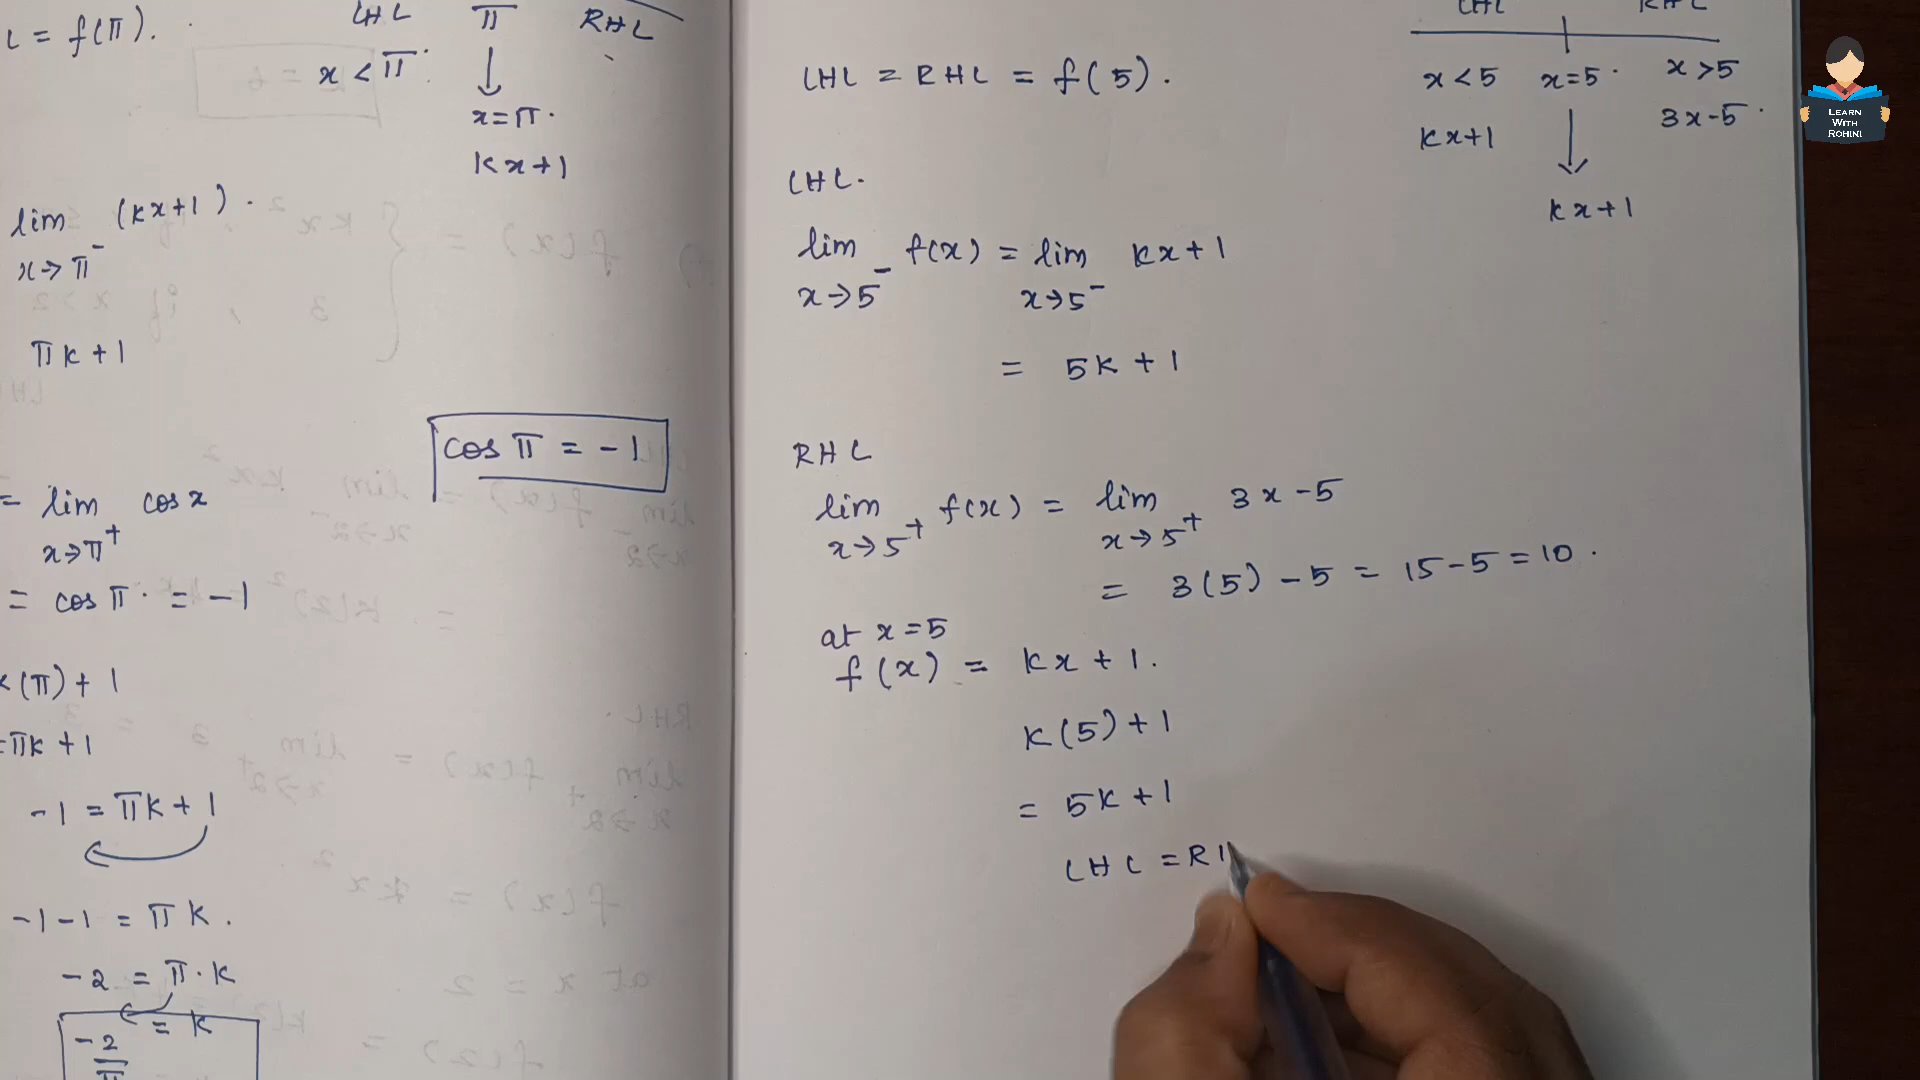 L = f(π).
LHL π RHL
x < π
x = π.
kx+1
lim (kx+1).
x→π⁻
πk + 1
cos π = -1
= lim cos x
x→π⁺
= cos π. = -1
k(π) + 1
= πk + 1
-1 = πk + 1
-1-1 = πk.
-2 = π.k
-2/π = k
LHL = RHL = f(5).
LHL RHL
x<5 x=5. x>5
kx+1 3x-5.
kx+1
LHL.
lim f(x) = lim kx+1
x→5⁻ x→5⁻
= 5k + 1
RHL
lim f(x) = lim 3x-5
x→5⁺ x→5⁺
= 3(5) - 5 = 15-5 = 10.
at x=5
f(x) = kx + 1.
k(5) + 1
= 5k + 1
LHL = R
LEARN
WITH
ROHINI